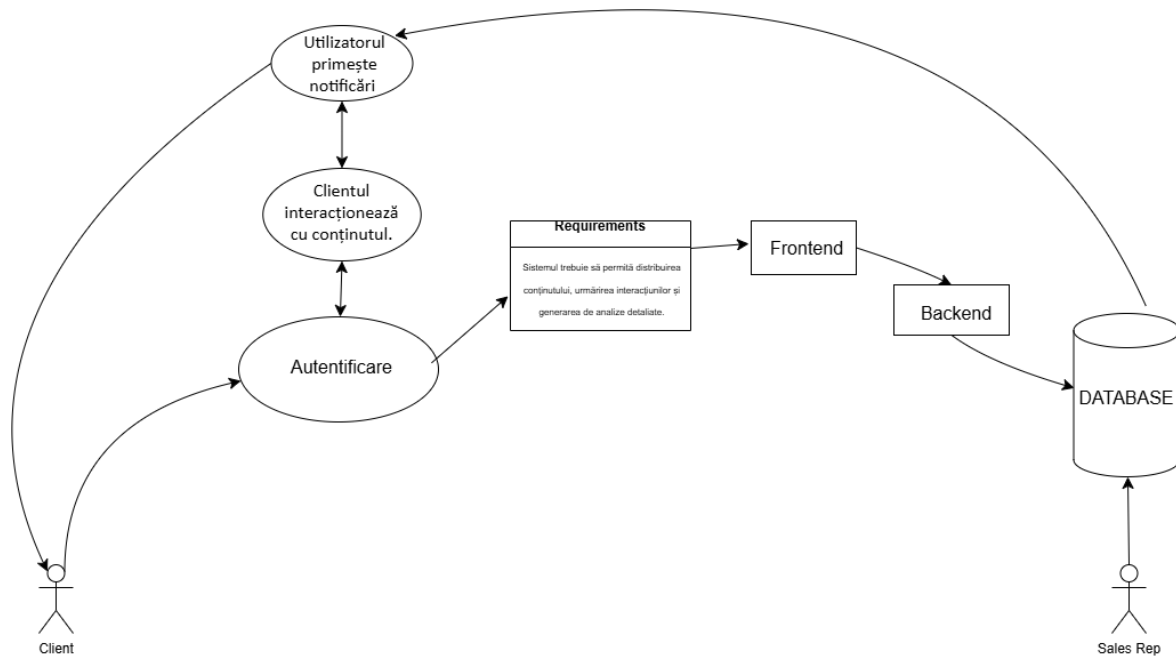 Utilizatorul
primește
notificări
Clientul
interacționează
cu conținutul.
Autentificare
Requirements
Sistemul trebuie să permită distribuirea
conținutului, urmărirea interacțiunilor și
generarea de analize detaliate.
Frontend
Backend
DATABASE
Client
Sales Rep